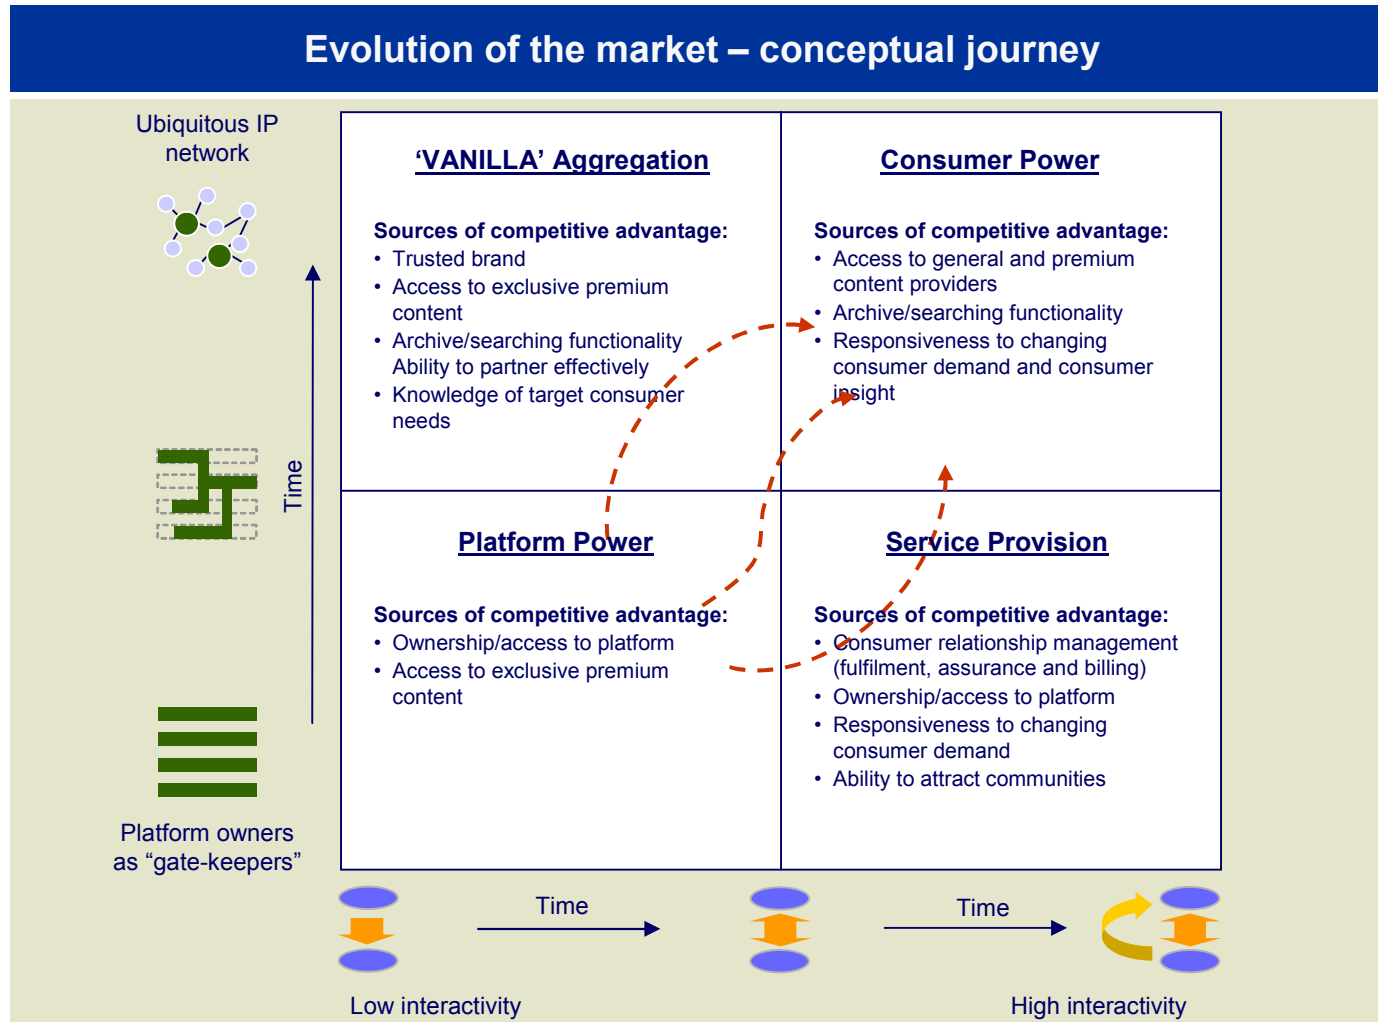 Evolution of the market – conceptual journey
Ubiquitous IP
network
Time
Platform owners
as “gate-keepers”
‘VANILLA’ Aggregation
Sources of competitive advantage:
• Trusted brand
• Access to exclusive premium
content
• Archive/searching functionality
Ability to partner effectively
• Knowledge of target consumer
needs
Consumer Power
Sources of competitive advantage:
• Access to general and premium
content providers
• Archive/searching functionality
• Responsiveness to changing
consumer demand and consumer
insight
Platform Power
Sources of competitive advantage:
• Ownership/access to platform
• Access to exclusive premium
content
Service Provision
Sources of competitive advantage:
• Consumer relationship management
(fulfilment, assurance and billing)
• Ownership/access to platform
• Responsiveness to changing
consumer demand
• Ability to attract communities
Time
Time
Low interactivity
High interactivity